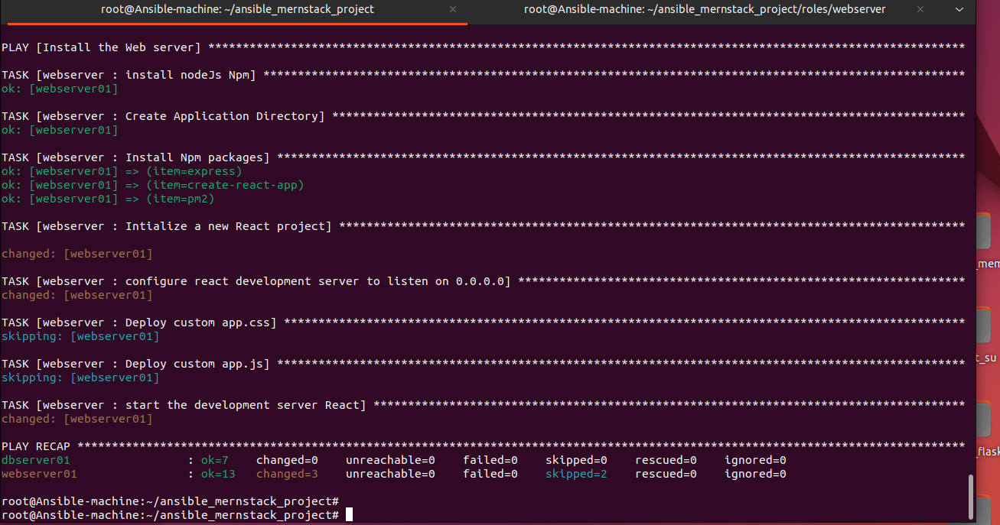 root@Ansible-machine: ~/ansible_mernstack_project × root@Ansible-machine: ~/ansible_mernstack_project/roles/webserver ×
PLAY [Install the Web server] **************************************************************************************************************
TASK [webserver : install nodeJs Npm] ******************************************************************************************************
ok: [webserver01]
TASK [webserver : Create Application Directory] ********************************************************************************************
ok: [webserver01]
TASK [webserver : Install Npm packages] ****************************************************************************************************
ok: [webserver01] => (item=express)
ok: [webserver01] => (item=create-react-app)
ok: [webserver01] => (item=pm2)
TASK [webserver : Intialize a new React project] *******************************************************************************************
changed: [webserver01]
TASK [webserver : configure react development server to listen on 0.0.0.0] *****************************************************************
changed: [webserver01]
TASK [webserver : Deploy custom app.css] ***************************************************************************************************
skipping: [webserver01]
TASK [webserver : Deploy custom app.js] ****************************************************************************************************
skipping: [webserver01]
TASK [webserver : start the development server React] **************************************************************************************
changed: [webserver01]
PLAY RECAP *********************************************************************************************************************************
dbserver01 : ok=7 changed=0 unreachable=0 failed=0 skipped=0 rescued=0 ignored=0
webserver01 : ok=13 changed=3 unreachable=0 failed=0 skipped=2 rescued=0 ignored=0
root@Ansible-machine:~/ansible_mernstack_project#
root@Ansible-machine:~/ansible_mernstack_project#
_mem
t_su
_flask